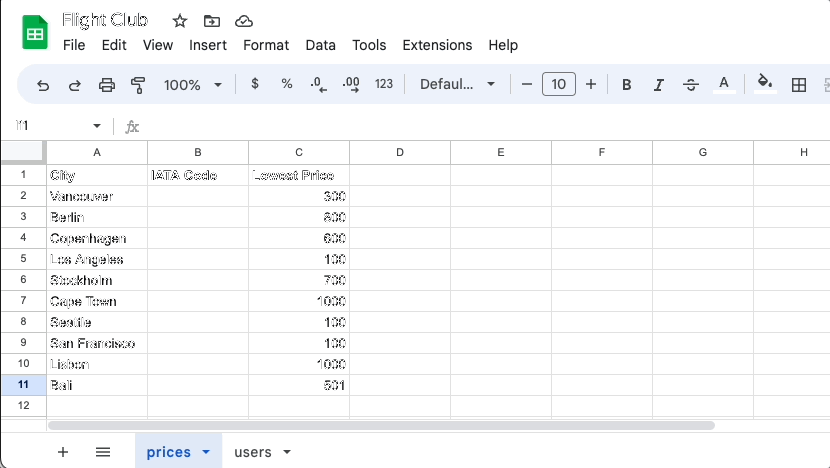 Flight Club
File Edit View Insert Format Data Tools Extensions Help
100% $ % .0 .00 123 Defaul... − 10 + B I S A
fx
A B C D E F G H
1 City IATA Code Lowest Price
2 Vancouver 300
3 Berlin 800
4 Copenhagen 600
5 Los Angeles 100
6 Stockholm 700
7 Cape Town 1000
8 Seattle 100
9 San Francisco 100
10 Lisbon 1000
11 Bali 501
12
+ prices users